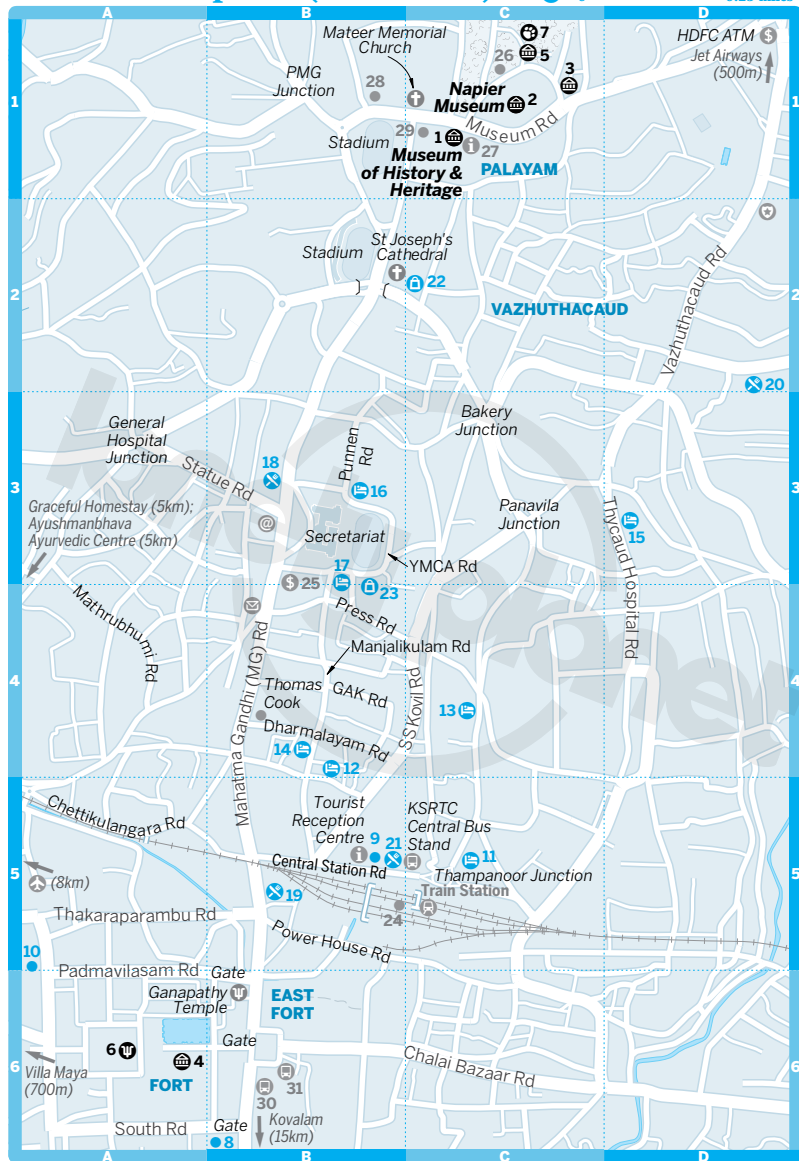 A
B
C
D
1
2
3
4
5
6
HDFC ATM
$
Jet Airways
(500m)
Mateer Memorial
Church
PMG
Junction
28
26
7
5
3
Napier
Museum
2
Museum Rd
Stadium
29
1
27
Museum
of History &
Heritage
PALAYAM
Stadium
St Joseph's
Cathedral
22
VAZHUTHACAUD
Vazhuthacaud Rd
20
General
Hospital
Junction
Bakery
Junction
Punnen
Rd
18
Statue Rd
16
Graceful Homestay (5km);
Ayushmanbhava
Ayurvedic Centre (5km)
@
Secretariat
Panavila
Junction
15
YMCA Rd
Thycaud Hospital Rd
17
$
25
23
Mathrubhumi Rd
Press Rd
Manjalikulam Rd
Mahatma Gandhi (MG) Rd
Thomas
Cook
GAK Rd
SS Kovil Rd
13
Dharmalayam Rd
14
12
Chettikulangara Rd
Tourist
Reception
Centre
9
21
KSRTC
Central Bus
Stand
11
Central Station Rd
Thampanoor Junction
(8km)
19
Train Station
24
Thakaraparambu Rd
Power House Rd
10
Padmavilasam Rd
Gate
Ganapathy
Temple
EAST
FORT
Gate
6
4
Chalai Bazaar Rd
Villa Maya
(700m)
FORT
31
30
South Rd
Gate
8
Kovalam
(15km)
A
B
C
D
1
2
3
4
5
6
lonely planet